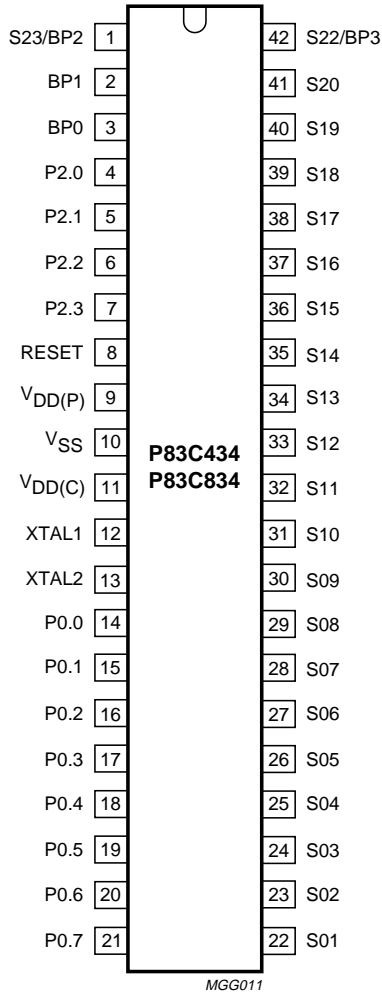 S23/BP2 1 42 S22/BP3
BP1 2 41 S20
BP0 3 40 S19
P2.0 4 39 S18
P2.1 5 38 S17
P2.2 6 37 S16
P2.3 7 36 S15
RESET 8 35 S14
VDD(P) 9 34 S13
VSS 10 33 S12
P83C434
P83C834
VDD(C) 11 32 S11
XTAL1 12 31 S10
XTAL2 13 30 S09
P0.0 14 29 S08
P0.1 15 28 S07
P0.2 16 27 S06
P0.3 17 26 S05
P0.4 18 25 S04
P0.5 19 24 S03
P0.6 20 23 S02
P0.7 21 22 S01
MGG011